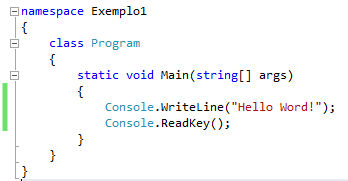 namespace Exemplo1
{
    class Program
    {
        static void Main(string[] args)
        {
            Console.WriteLine("Hello Word!");
            Console.ReadKey();
        }
    }
}